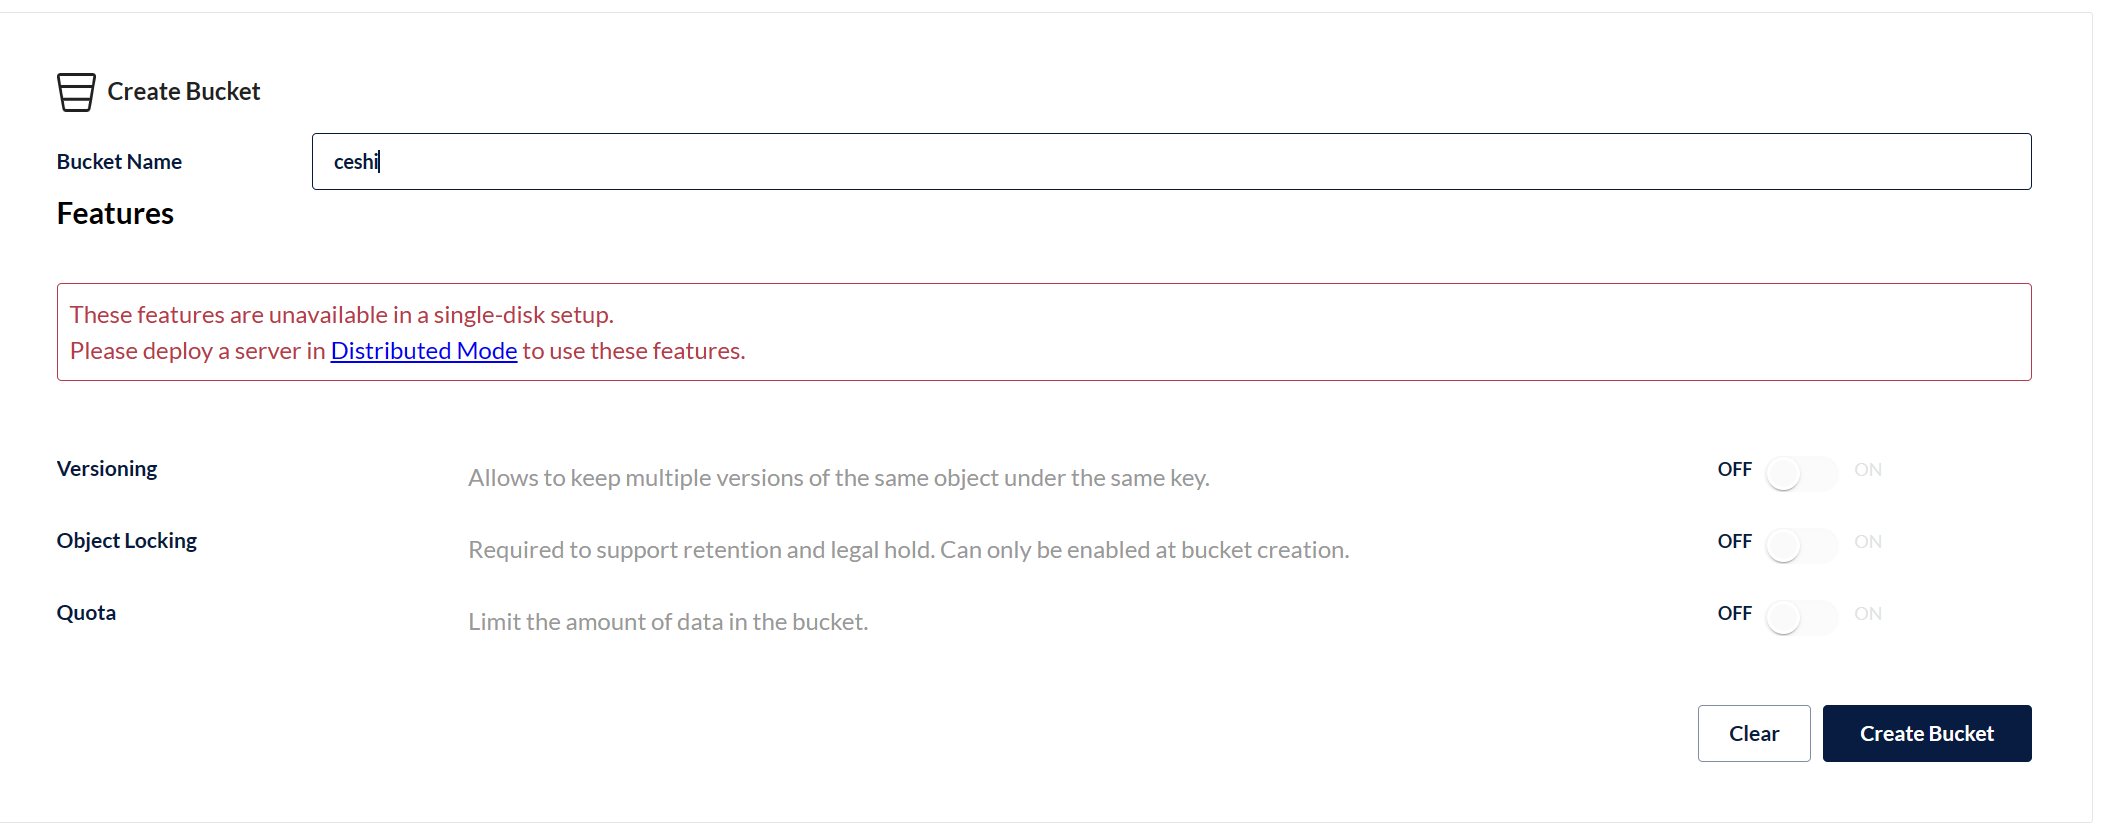 Create Bucket
Bucket Name
ceshi
Features
These features are unavailable in a single-disk setup.
Please deploy a server in Distributed Mode to use these features.
Versioning
Allows to keep multiple versions of the same object under the same key.
OFF ON
Object Locking
Required to support retention and legal hold. Can only be enabled at bucket creation.
OFF ON
Quota
Limit the amount of data in the bucket.
OFF ON
Clear
Create Bucket